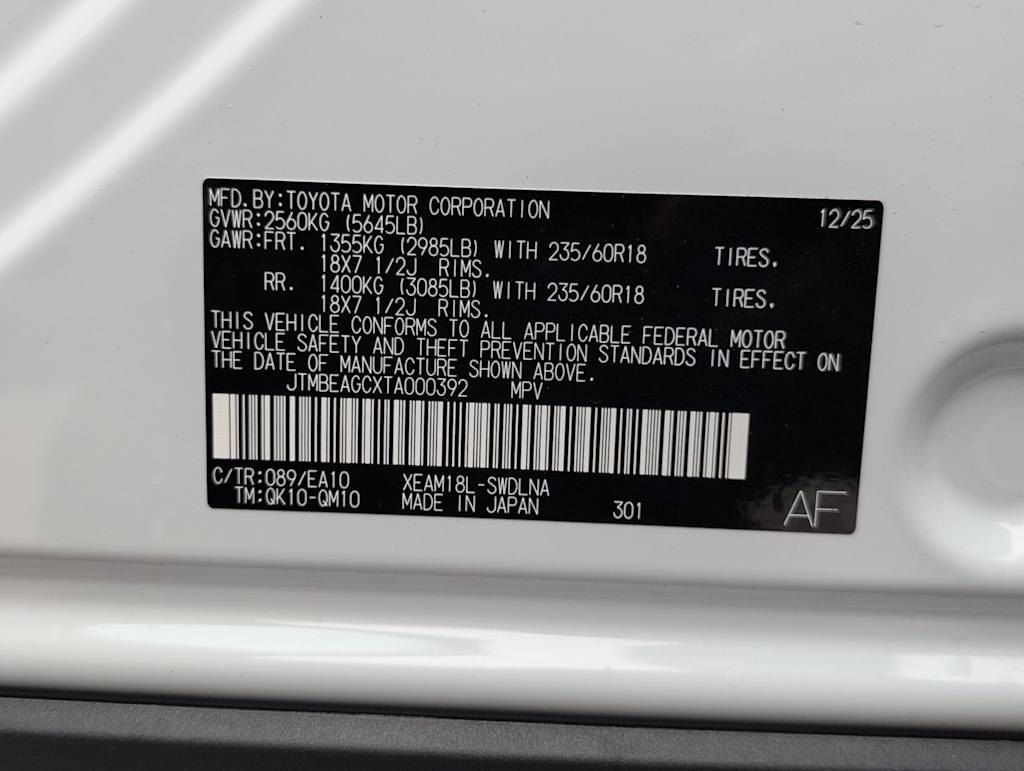 MFD. BY: TOYOTA MOTOR CORPORATION 12/25
GVWR: 2560KG (5645LB)
GAWR: FRT. 1355KG (2985LB) WITH 235/60R18 TIRES.
18X7 1/2J RIMS.
RR. 1400KG (3085LB) WITH 235/60R18 TIRES.
18X7 1/2J RIMS.
THIS VEHICLE CONFORMS TO ALL APPLICABLE FEDERAL MOTOR
VEHICLE SAFETY AND THEFT PREVENTION STANDARDS IN EFFECT ON
THE DATE OF MANUFACTURE SHOWN ABOVE.
JTMBEAGCXTA000392 MPV
C/TR: 089/EA10 XEAM18L-SWDLNA
TM: QK10-QM10 MADE IN JAPAN 301
AF